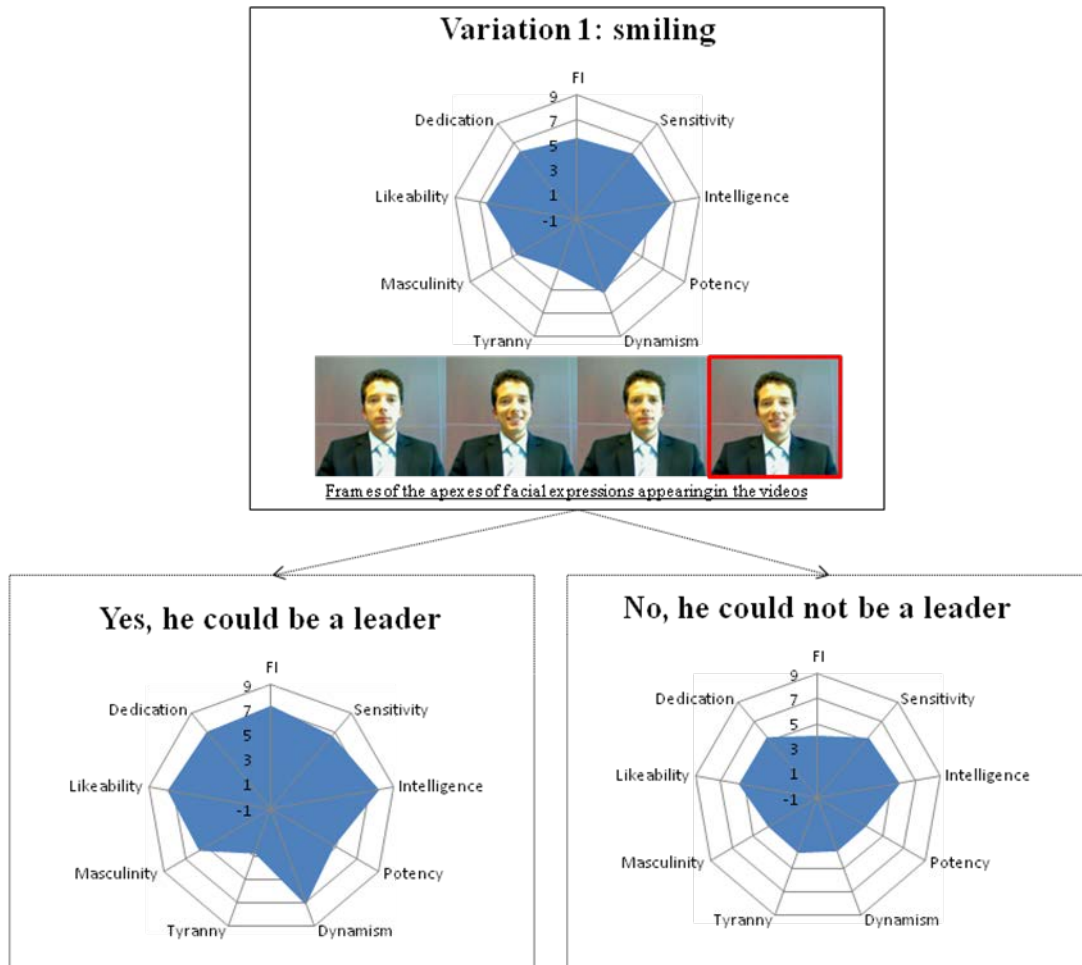 Variation 1: smiling
FI
9
Dedication
Sensitivity
7
5
3
Likeability
1
Intelligence
-1
Masculinity
Potency
Tyranny
Dynamism
Frames of the apexes of facial expressions appearing in the videos
Yes, he could be a leader
FI
9
Dedication
Sensitivity
7
5
3
Likeability
1
Intelligence
-1
Masculinity
Potency
Tyranny
Dynamism
No, he could not be a leader
FI
9
Dedication
Sensitivity
7
5
3
Likeability
1
Intelligence
-1
Masculinity
Potency
Tyranny
Dynamism